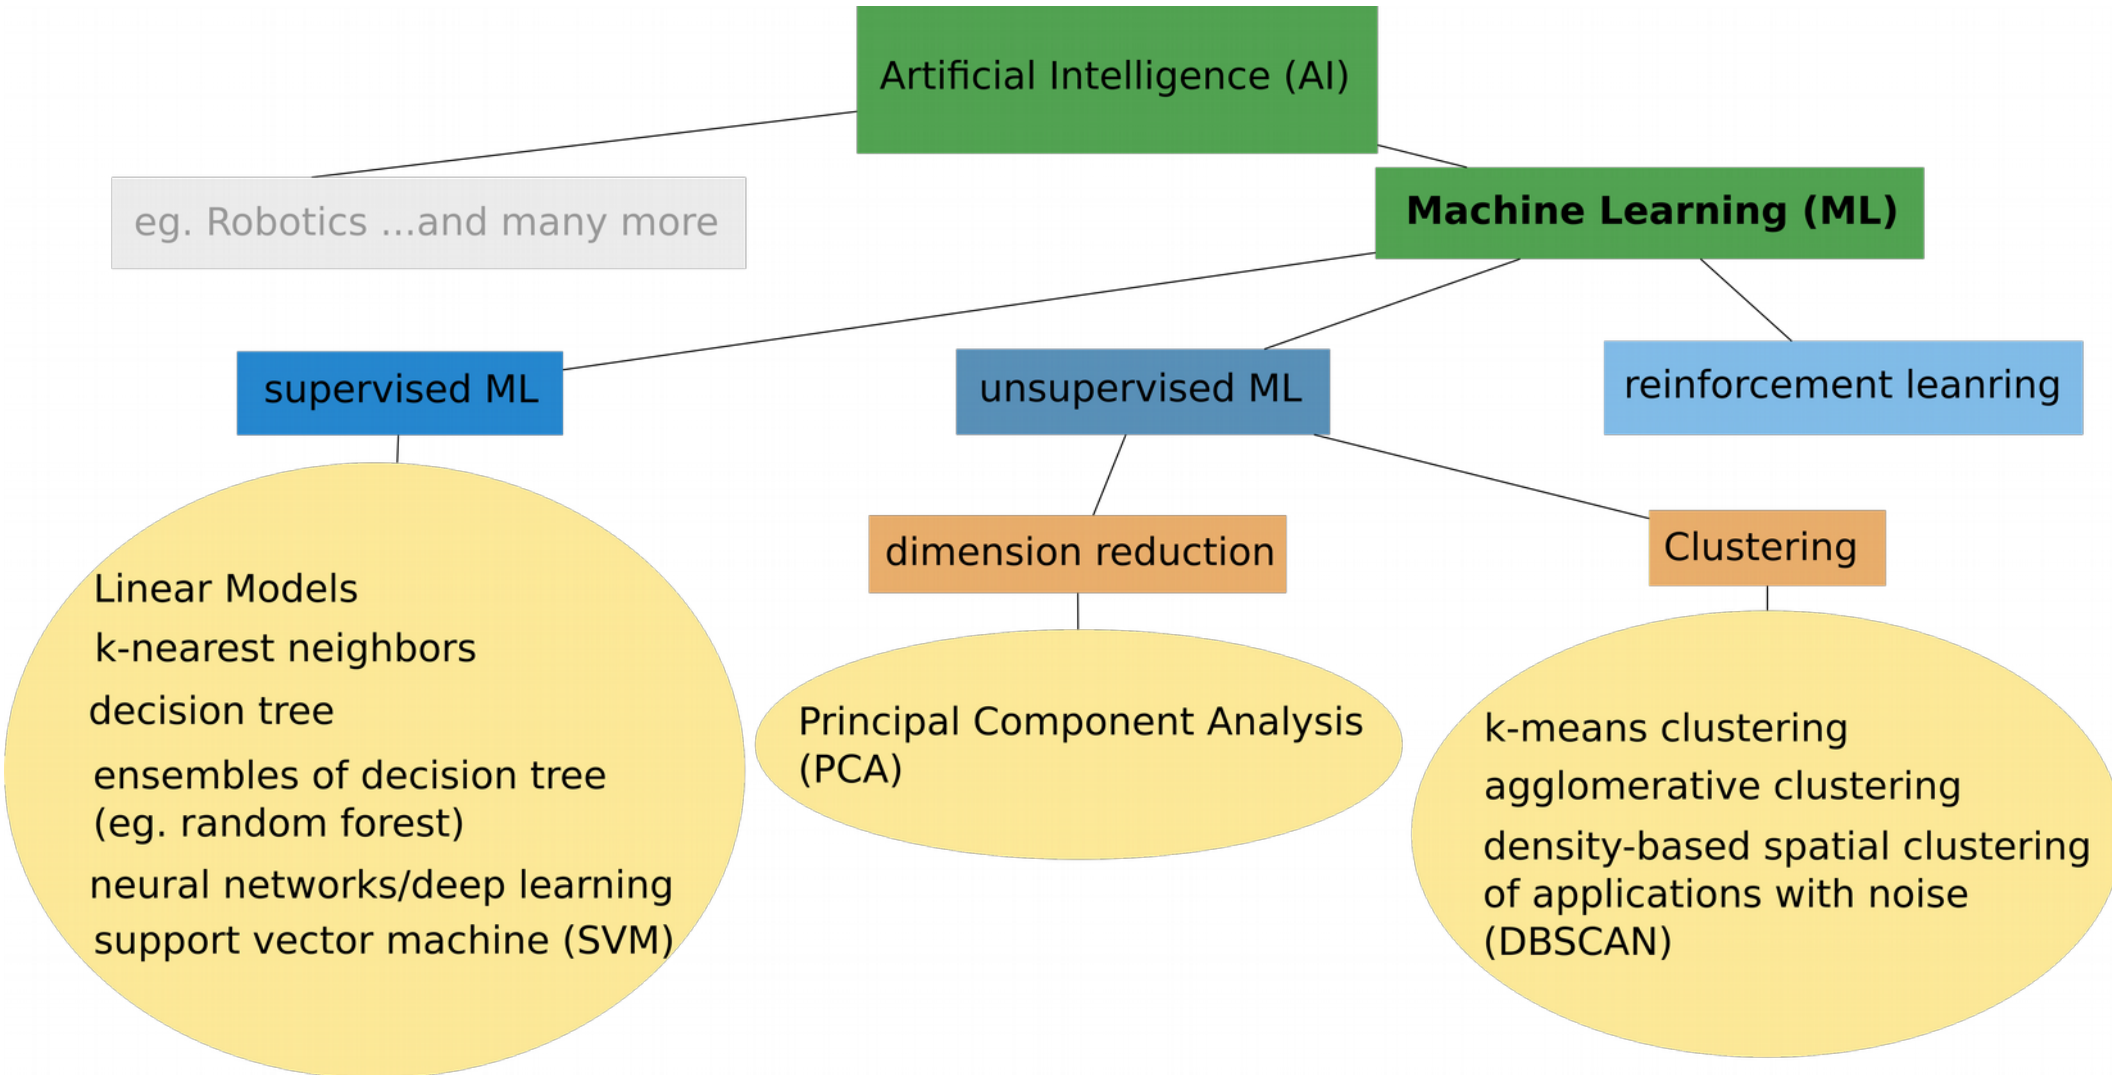 Artificial Intelligence (AI)
eg. Robotics ...and many more
Machine Learning (ML)
supervised ML
unsupervised ML
reinforcement leanring
dimension reduction
Clustering
Linear Models
k-nearest neighbors
decision tree
ensembles of decision tree
(eg. random forest)
neural networks/deep learning
support vector machine (SVM)
Principal Component Analysis
(PCA)
k-means clustering
agglomerative clustering
density-based spatial clustering
of applications with noise
(DBSCAN)